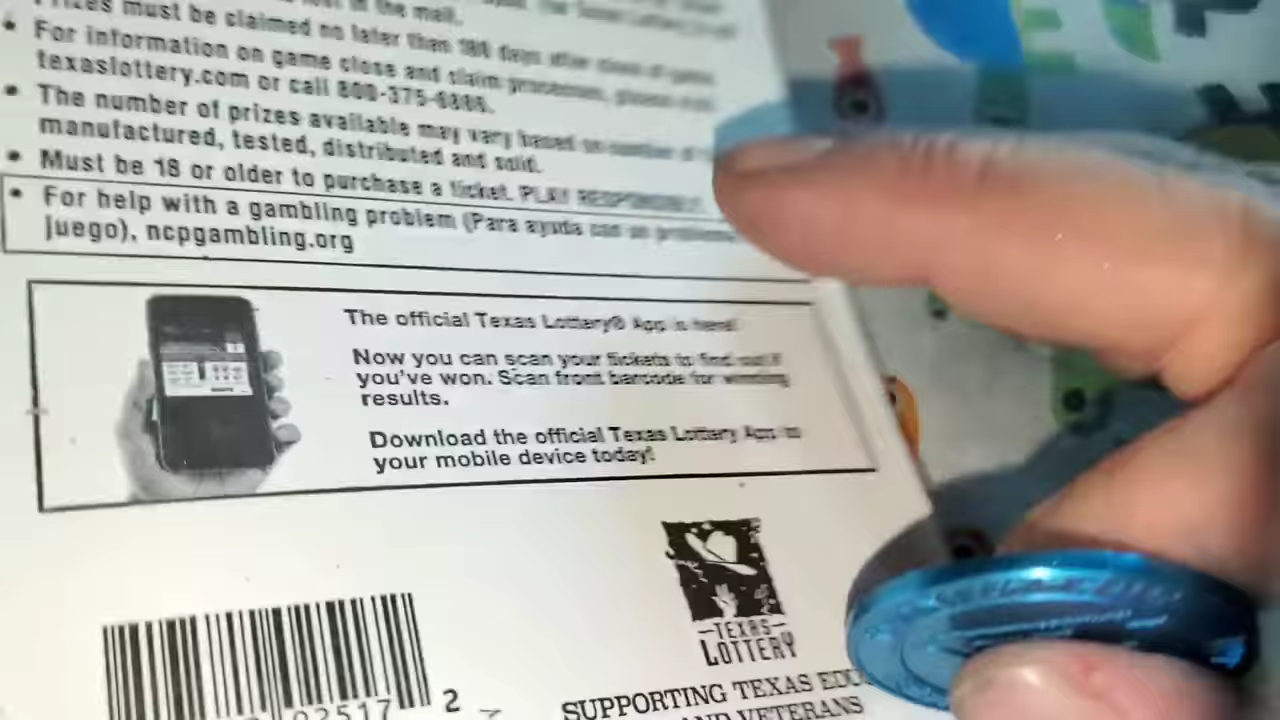 Prizes must be claimed no later than 180 days after close of game.
• For information on game close and claim processes, please visit
texaslottery.com or call 800-375-6886.
• The number of prizes available may vary based on number of
manufactured, tested, distributed and sold.
• Must be 18 or older to purchase a ticket. PLAY RESPONSIBLY.
• For help with a gambling problem (Para ayuda con un problema
juego), ncpgambling.org
The official Texas Lottery® App is here!
Now you can scan your tickets to find out if
you've won. Scan front barcode for winning
results.
Download the official Texas Lottery App to
your mobile device today!
TEXAS
LOTTERY
02517 2
SUPPORTING TEXAS EDU
AND VETERANS